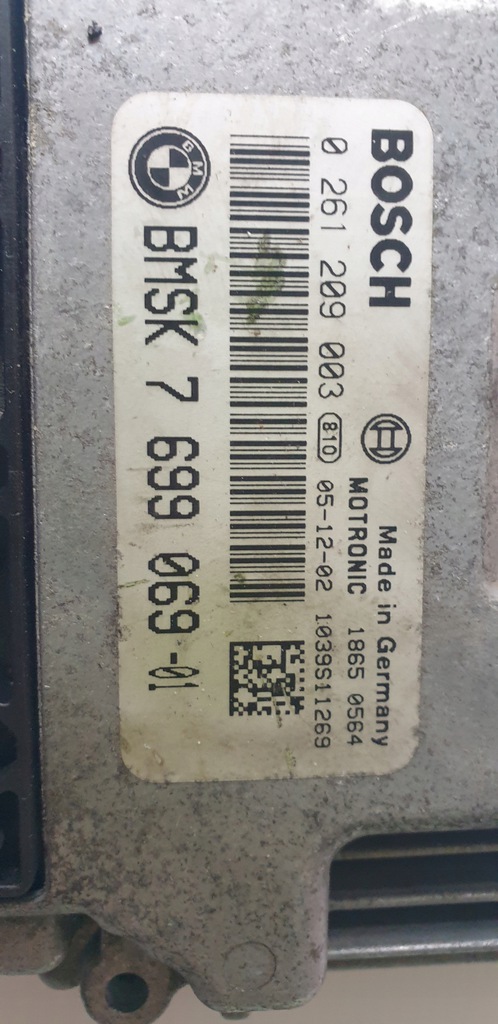 BOSCH
Made in Germany
MOTRONIC 1865 0564
0 261 209 003 810 05-12-02 1039S11269
BMW
BMSK 7 699 069-01